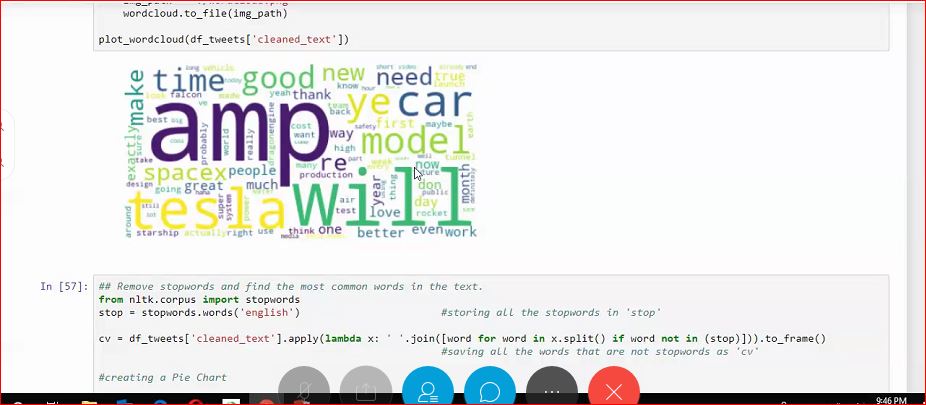 wordcloud.to_file(img_path)
plot_wordcloud(df_tweets['cleaned_text'])
long vehicle short video already end
time good new need true
make today know hour launch
look falcon made yeah thank ye car
ve team back
amp
best big cost safety first maybe earth
exactly sure probably world really dragon engine want way model
take re high many part week now tunnel
spacex people production
design going great much year thing don public month definitely
haha super system power air test love day rocket
tesla will
around still lot
starship actually right use media think one better even work
In [57]: ## Remove stopwords and find the most common words in the text.
from nltk.corpus import stopwords
stop = stopwords.words('english') #storing all the stopwords in 'stop'
cv = df_tweets['cleaned_text'].apply(lambda x: ' '.join([word for word in x.split() if word not in (stop)])).to_frame()
#saving all the words that are not stopwords as 'cv'
#creating a Pie Chart
9:46 PM